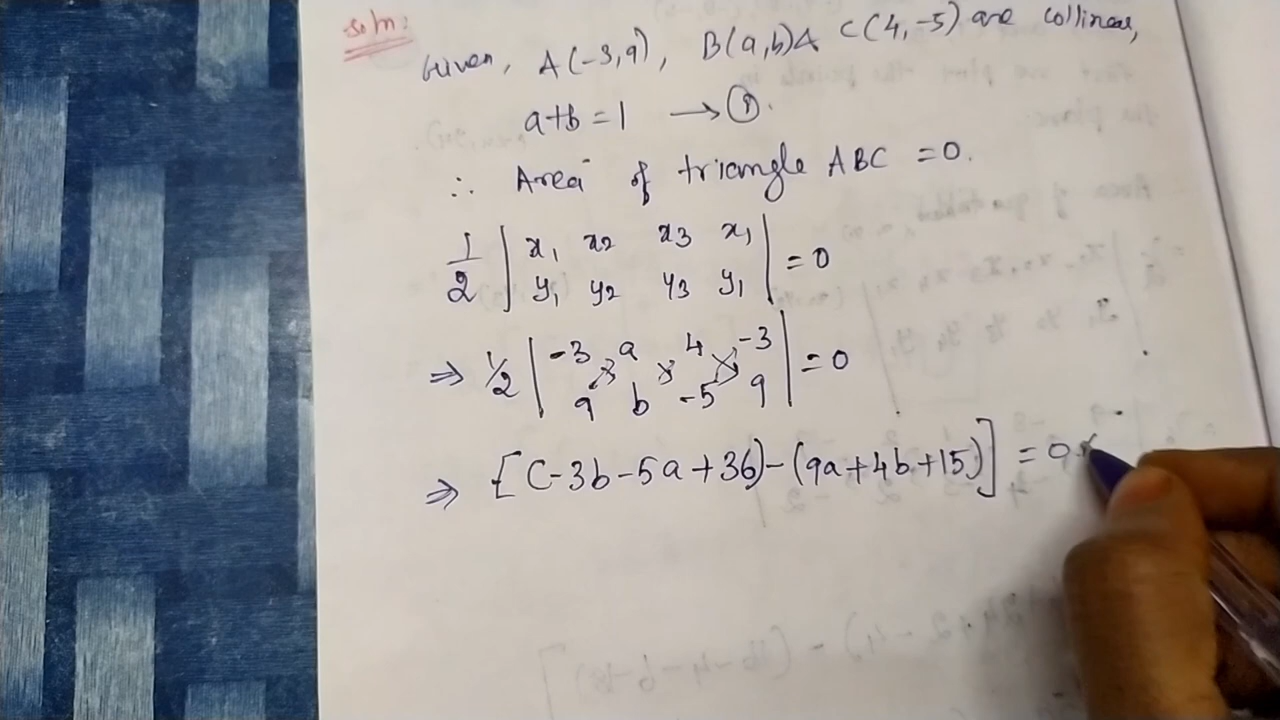 Soln:
Given, A(-3,9), B(a,b)& C(4,-5) are collinear,
a+b=1 → ①.
∴ Area of triangle ABC =0.
1/2 | x₁ x₂ x₃ x₁ |
| y₁ y₂ y₃ y₁ | =0
⇒ 1/2 | -3 a 4 -3 |
| 9 b -5 9 | =0
⇒ [(-3b-5a+36)-(9a+4b+15)] = 0